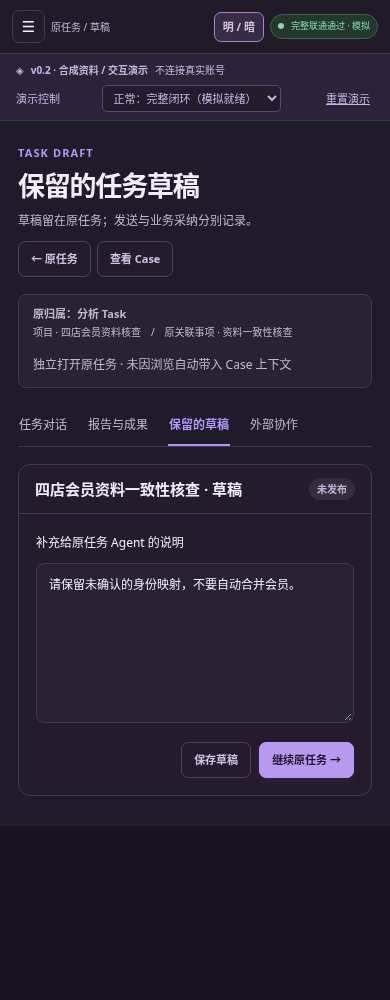 ☰ 原任务 / 草稿 明 / 暗 完整联通通过 · 模拟
◈ v0.2 · 合成资料 / 交互演示 不连接真实账号
演示控制 正常：完整闭环（模拟就绪） 重置演示
TASK DRAFT
保留的任务草稿
草稿留在原任务；发送与业务采纳分别记录。
← 原任务 查看 Case
原归属：分析 Task
项目 · 四店会员资料核查 / 原关联事项 · 资料一致性核查
独立打开原任务 · 未因浏览自动带入 Case 上下文
任务对话 报告与成果 保留的草稿 外部协作
四店会员资料一致性核查 · 草稿 未发布
补充给原任务 Agent 的说明
请保留未确认的身份映射，不要自动合并会员。
保存草稿 继续原任务 →